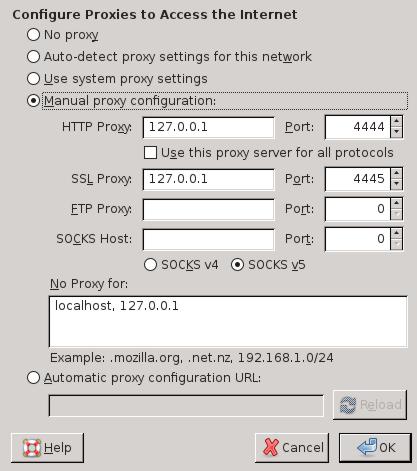 Configure Proxies to Access the Internet
No proxy
Auto-detect proxy settings for this network
Use system proxy settings
Manual proxy configuration:
HTTP Proxy: 127.0.0.1 Port: 4444
Use this proxy server for all protocols
SSL Proxy: 127.0.0.1 Port: 4445
FTP Proxy: Port: 0
SOCKS Host: Port: 0
SOCKS v4 SOCKS v5
No Proxy for:
localhost, 127.0.0.1
Example: .mozilla.org, .net.nz, 192.168.1.0/24
Automatic proxy configuration URL:
Reload
Help Cancel OK